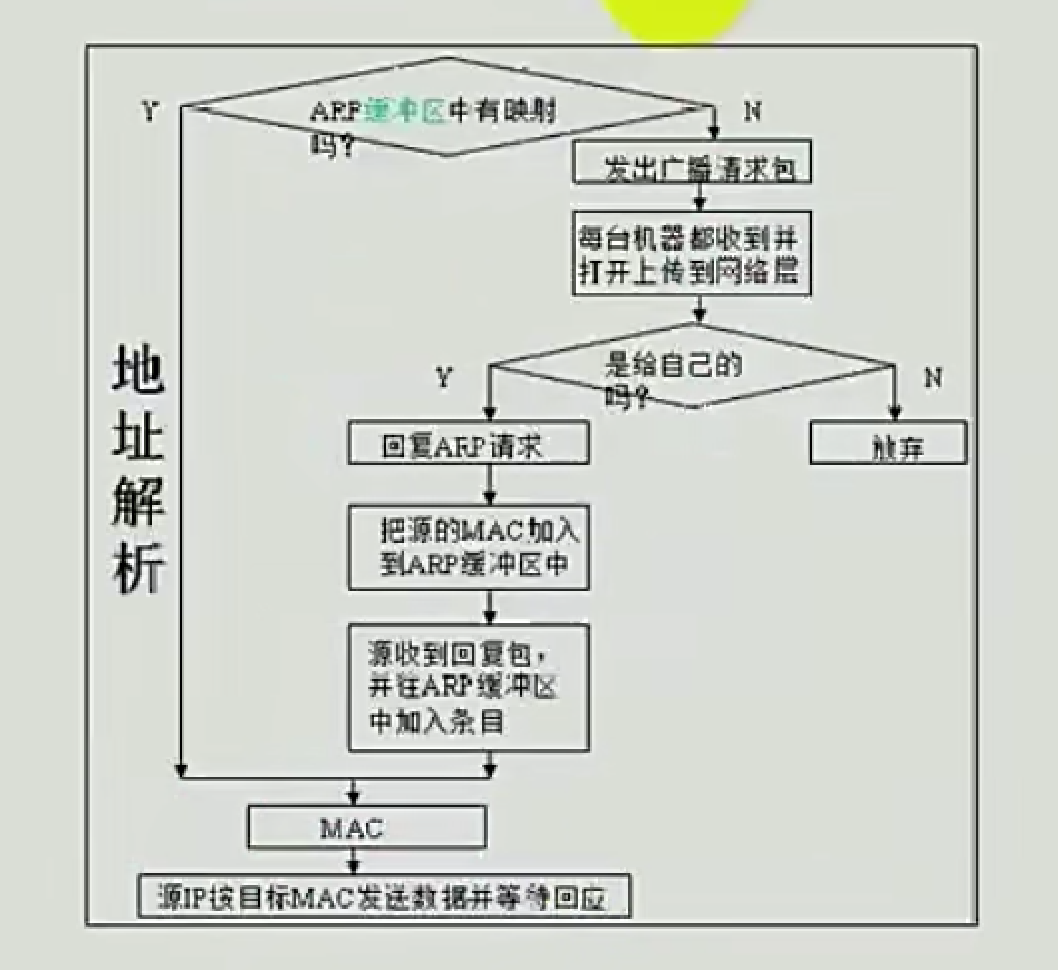 Y
ARP缓冲区中有映射
吗?
N
发出广播请求包
每台机器都收到并
打开上传到网络层
Y
是给自己的
吗?
N
回复ARP请求
放弃
把源的MAC加入
到ARP缓冲区中
源收到回复包，
并往ARP缓冲区
中加入条目
地
址
解
析
MAC
源IP按目标MAC发送数据并等待回应